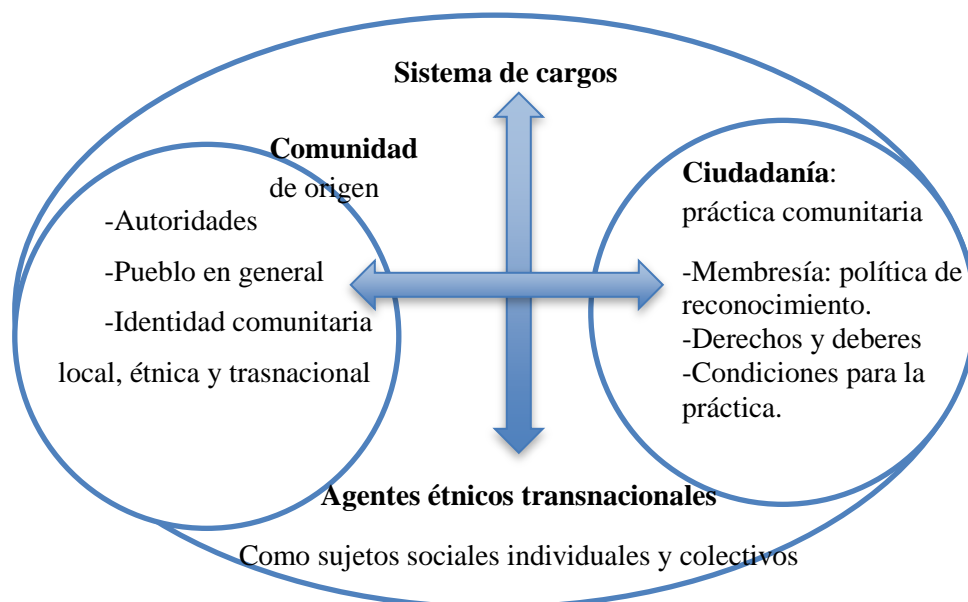 Sistema de cargos
Comunidad
de origen
-Autoridades
-Pueblo en general
-Identidad comunitaria
local, étnica y trasnacional
Ciudadanía:
práctica comunitaria
-Membresía: política de
reconocimiento.
-Derechos y deberes
-Condiciones para la
práctica.
Agentes étnicos transnacionales
Como sujetos sociales individuales y colectivos